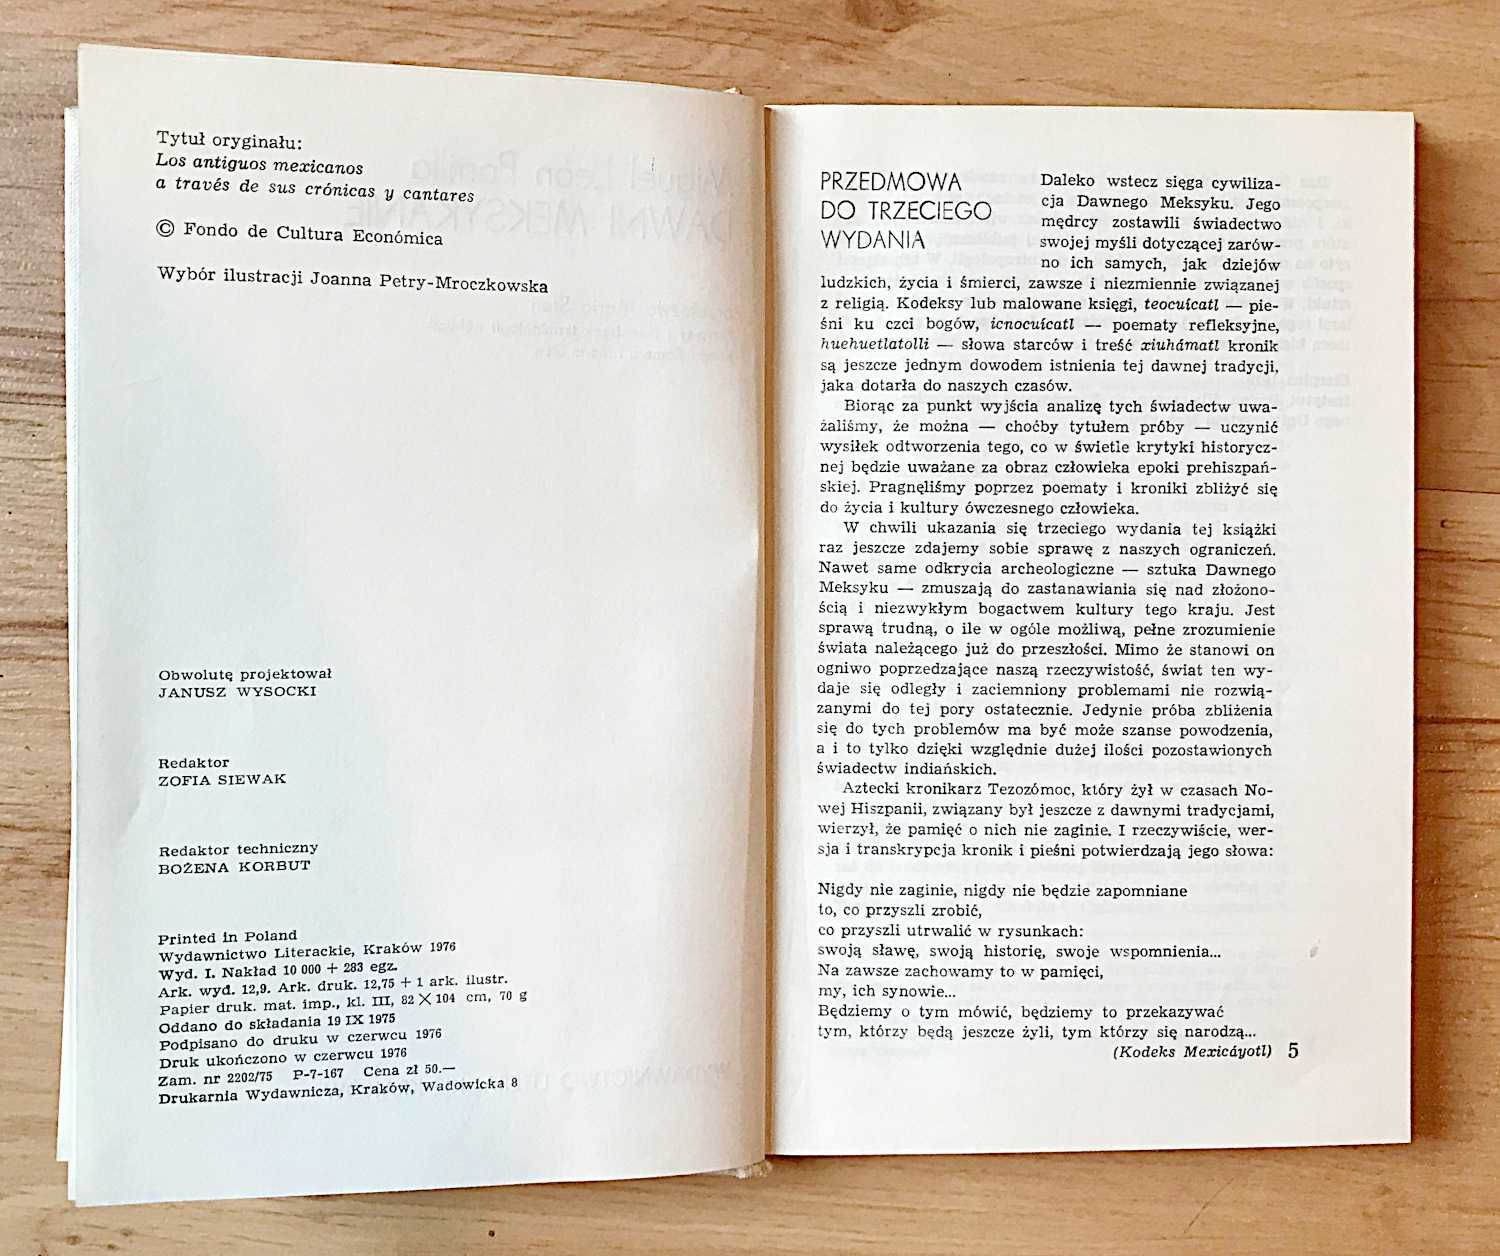 Tytuł oryginału:
Los antiguos mexicanos
a través de sus crónicas y cantares
© Fondo de Cultura Económica
Wybór ilustracji Joanna Petry-Mroczkowska
Obwolutę projektował
JANUSZ WYSOCKI
Redaktor
ZOFIA SIEWAK
Redaktor techniczny
BOŻENA KORBUT
Printed in Poland
Wydawnictwo Literackie, Kraków 1976
Wyd. I. Nakład 10 000 + 283 egz.
Ark. wyd. 12,9. Ark. druk. 12,75 + 1 ark. ilustr.
Papier druk. mat. imp., kl. III, 82 X 104 cm, 70 g
Oddano do składania 19 IX 1975
Podpisano do druku w czerwcu 1976
Druk ukończono w czerwcu 1976
Zam. nr 2202/75 P-7-167 Cena zł 50.—
Drukarnia Wydawnicza, Kraków, Wadowicka 8
PRZEDMOWA
DO TRZECIEGO
WYDANIA
Daleko wstecz sięga cywiliza-
cja Dawnego Meksyku. Jego
mędrcy zostawili świadectwo
swojej myśli dotyczącej zarów-
no ich samych, jak dziejów
ludzkich, życia i śmierci, zawsze i niezmiennie związanej
z religią. Kodeksy lub malowane księgi, teocuícatl — pie-
śni ku czci bogów, icnocuícatl — poematy refleksyjne,
huehuetlatolli — słowa starców i treść xiuhámatl kronik
są jeszcze jednym dowodem istnienia tej dawnej tradycji,
jaka dotarła do naszych czasów.
Biorąc za punkt wyjścia analizę tych świadectw uwa-
żaliśmy, że można — choćby tytułem próby — uczynić
wysiłek odtworzenia tego, co w świetle krytyki historycz-
nej będzie uważane za obraz człowieka epoki prehiszpań-
skiej. Pragnęliśmy poprzez poematy i kroniki zbliżyć się
do życia i kultury ówczesnego człowieka.
W chwili ukazania się trzeciego wydania tej książki
raz jeszcze zdajemy sobie sprawę z naszych ograniczeń.
Nawet same odkrycia archeologiczne — sztuka Dawnego
Meksyku — zmuszają do zastanawiania się nad złożono-
ścią i niezwykłym bogactwem kultury tego kraju. Jest
sprawą trudną, o ile w ogóle możliwą, pełne zrozumienie
świata należącego już do przeszłości. Mimo że stanowi on
ogniwo poprzedzające naszą rzeczywistość, świat ten wy-
daje się odległy i zaciemniony problemami nie rozwią-
zanymi do tej pory ostatecznie. Jedynie próba zbliżenia
się do tych problemów ma być może szanse powodzenia,
a i to tylko dzięki względnie dużej ilości pozostawionych
świadectw indiańskich.
Aztecki kronikarz Tezozómoc, który żył w czasach No-
wej Hiszpanii, związany był jeszcze z dawnymi tradycjami,
wierzył, że pamięć o nich nie zaginie. I rzeczywiście, wer-
sja i transkrypcja kronik i pieśni potwierdzają jego słowa:
Nigdy nie zaginie, nigdy nie będzie zapomniane
to, co przyszli zrobić,
co przyszli utrwalić w rysunkach:
swoją sławę, swoją historię, swoje wspomnienia...
Na zawsze zachowamy to w pamięci,
my, ich synowie...
Będziemy o tym mówić, będziemy to przekazywać
tym, którzy będą jeszcze żyli, tym którzy się narodzą...
(Kodeks Mexicáyotl) 5